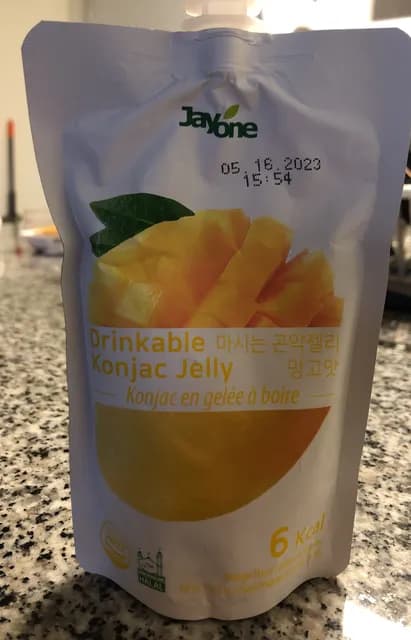 Jayone
05.16.2023
15:54
Drinkable 마시는 곤약젤리
Konjac Jelly 망고맛
Konjac en gelée à boire
6 Kcal
HALAL